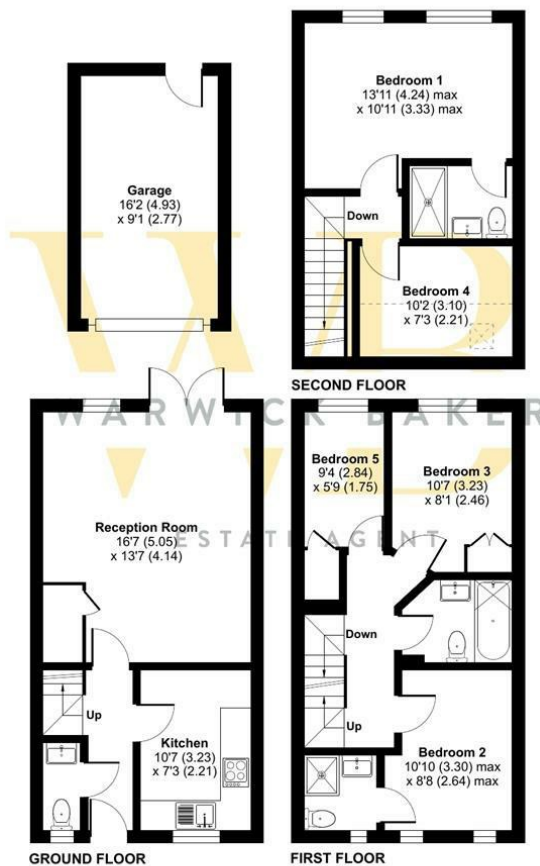 Garage
16'2 (4.93)
x 9'1 (2.77)
Bedroom 1
13'11 (4.24) max
x 10'11 (3.33) max
Down
Bedroom 4
10'2 (3.10)
x 7'3 (2.21)
SECOND FLOOR
WARWICK BAKER
ESTATE AGENT
Reception Room
16'7 (5.05)
x 13'7 (4.14)
Up
Kitchen
10'7 (3.23)
x 7'3 (2.21)
GROUND FLOOR
Bedroom 5
9'4 (2.84)
x 5'9 (1.75)
Bedroom 3
10'7 (3.23)
x 8'1 (2.46)
Down
Up
Bedroom 2
10'10 (3.30) max
x 8'8 (2.64) max
FIRST FLOOR